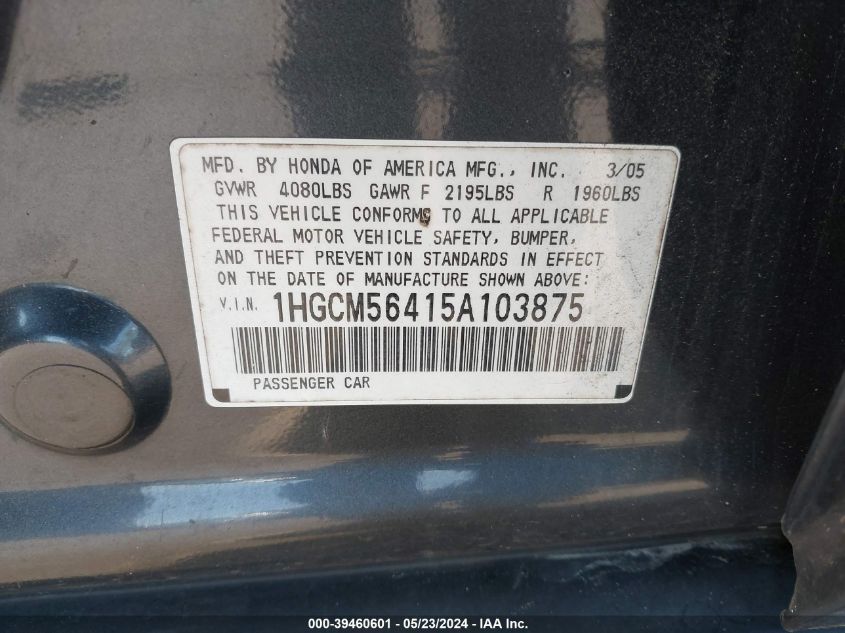 MFD. BY HONDA OF AMERICA MFG., INC. 3/05
GVWR 4080LBS GAWR F 2195LBS R 1960LBS
THIS VEHICLE CONFORMS TO ALL APPLICABLE
FEDERAL MOTOR VEHICLE SAFETY, BUMPER,
AND THEFT PREVENTION STANDARDS IN EFFECT
ON THE DATE OF MANUFACTURE SHOWN ABOVE:
V.I.N. 1HGCM56415A103875
PASSENGER CAR
000-39460601 - 05/23/2024 - IAA Inc.